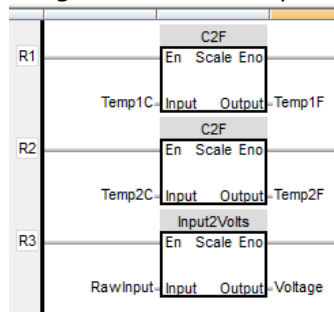 C2F
R1
En Scale Eno
Temp1C Input Output Temp1F
C2F
R2
En Scale Eno
Temp2C Input Output Temp2F
Input2Volts
R3
En Scale Eno
RawInput Input Output Voltage